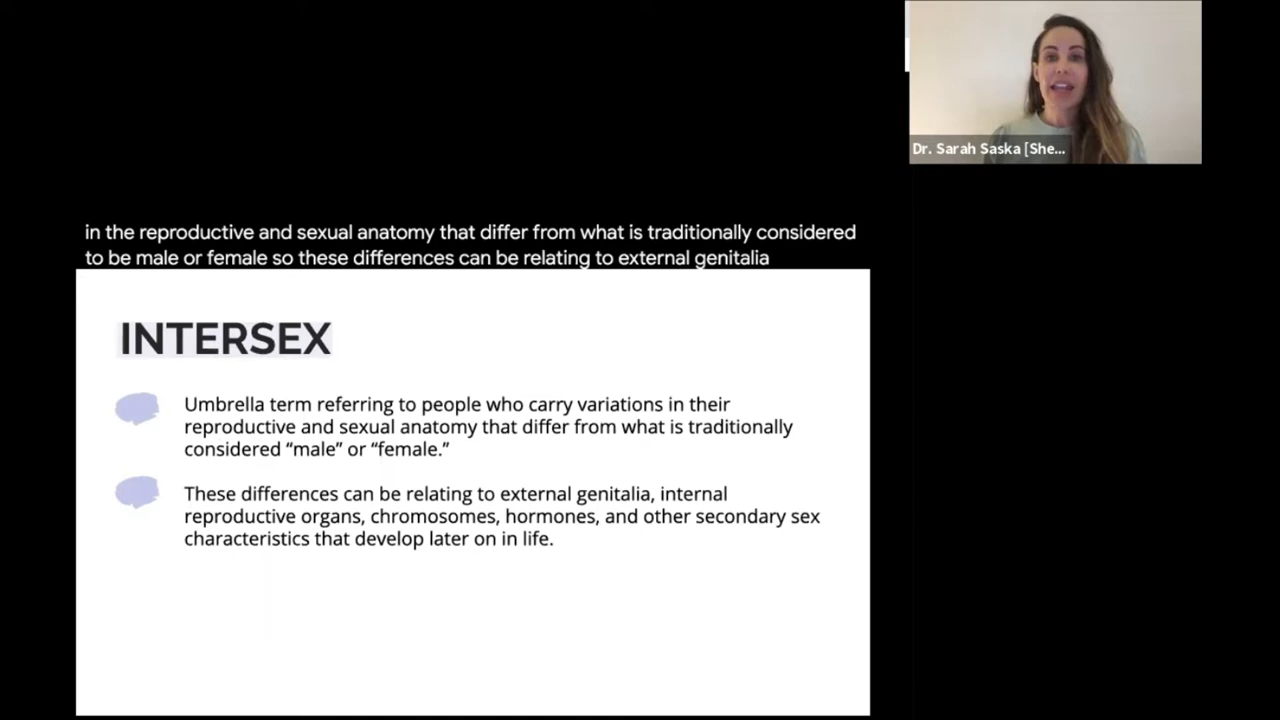 Dr. Sarah Saska [She...
in the reproductive and sexual anatomy that differ from what is traditionally considered
to be male or female so these differences can be relating to external genitalia
INTERSEX
Umbrella term referring to people who carry variations in their
reproductive and sexual anatomy that differ from what is traditionally
considered “male” or “female.”
These differences can be relating to external genitalia, internal
reproductive organs, chromosomes, hormones, and other secondary sex
characteristics that develop later on in life.